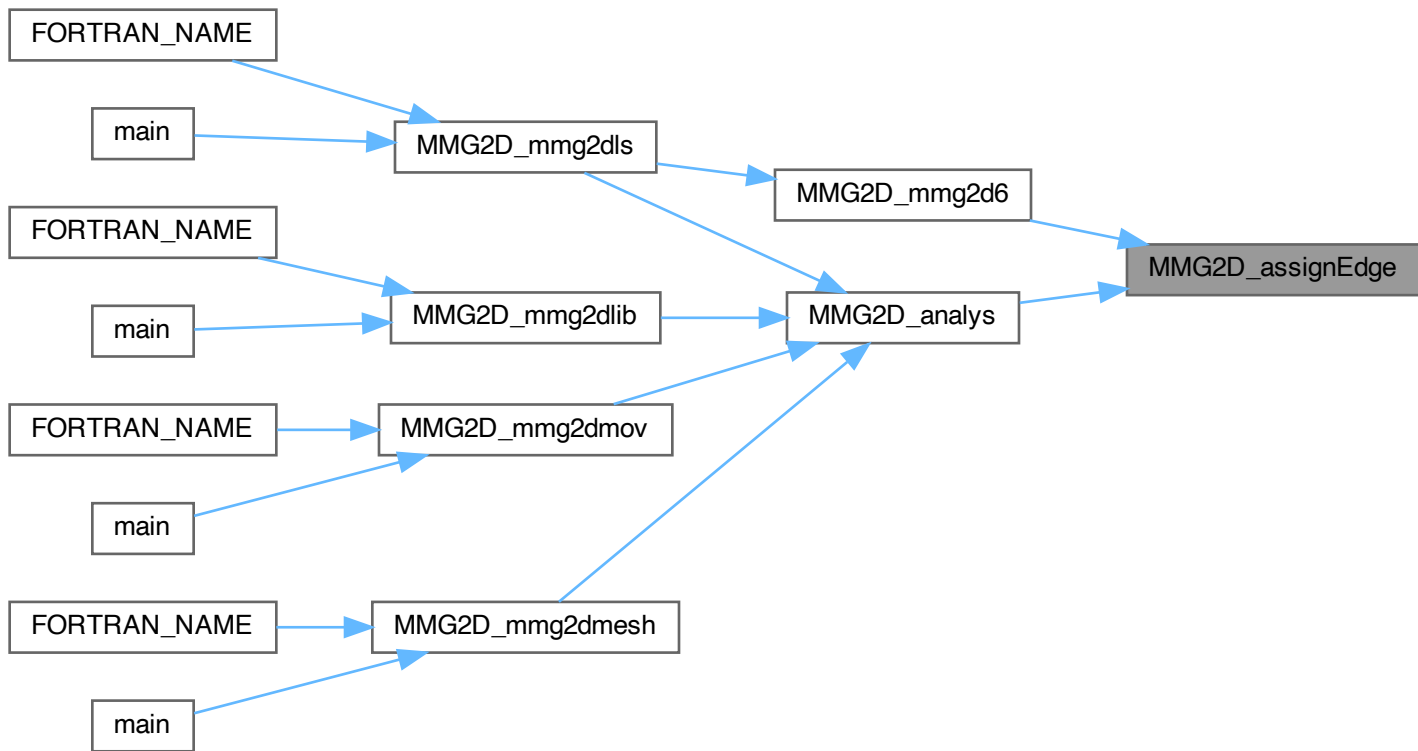 FORTRAN_NAME
main
MMG2D_mmg2dls
MMG2D_mmg2d6
FORTRAN_NAME
MMG2D_assignEdge
main
MMG2D_mmg2dlib
MMG2D_analys
FORTRAN_NAME
MMG2D_mmg2dmov
main
FORTRAN_NAME
MMG2D_mmg2dmesh
main